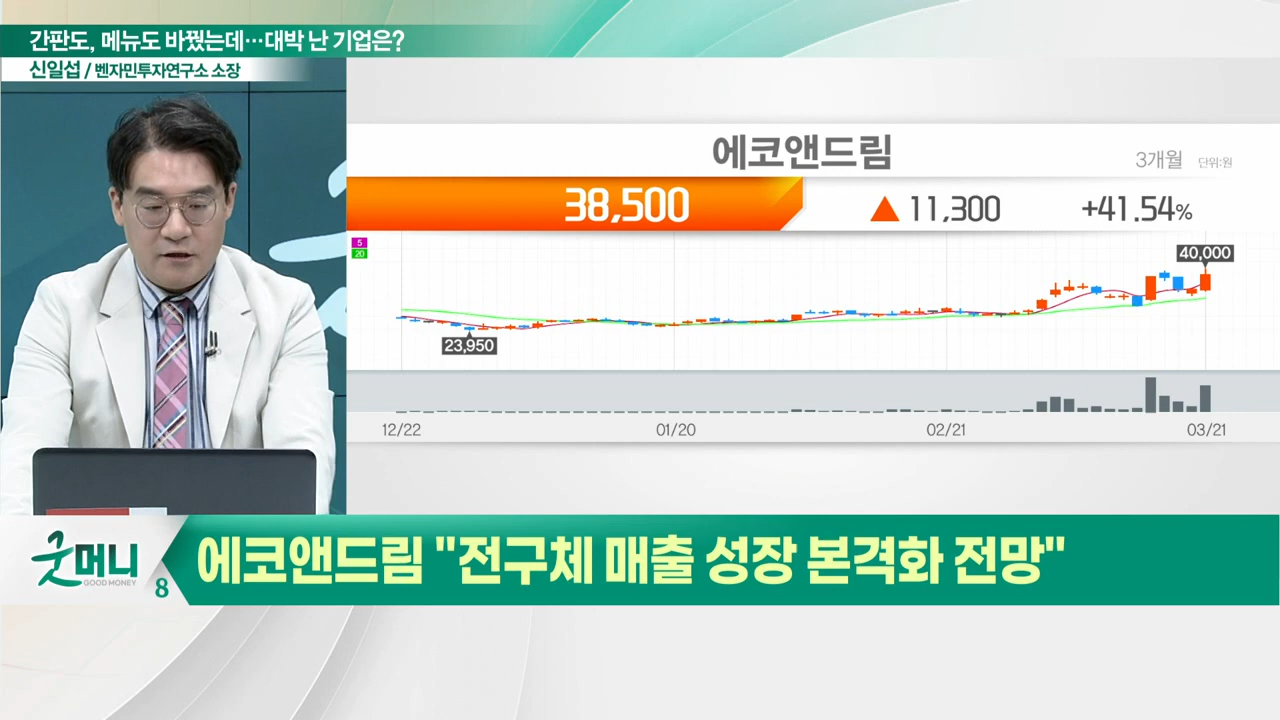 간판도, 메뉴도 바꿨는데…대박 난 기업은?
신일섭 / 벤자민투자연구소 소장
에코앤드림
3개월 단위:원
38,500 ▲ 11,300 +41.54%
5
20
40,000
23,950
12/22 01/20 02/21 03/21
굿머니
GOOD MONEY
8
에코앤드림 "전구체 매출 성장 본격화 전망"